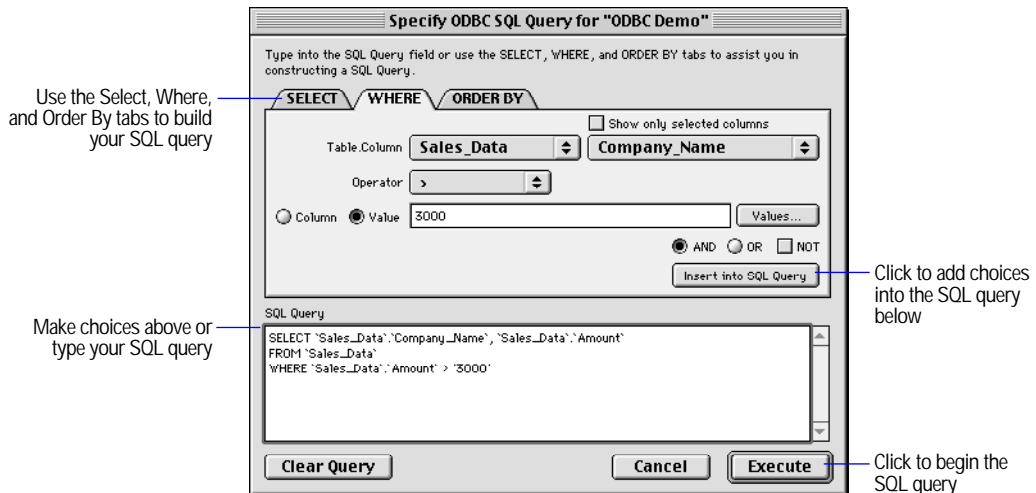 Specify ODBC SQL Query for "ODBC Demo"
Type into the SQL Query field or use the SELECT, WHERE, and ORDER BY tabs to assist you in
constructing a SQL Query.
Use the Select, Where,
and Order By tabs to build
your SQL query
SELECT WHERE ORDER BY
Show only selected columns
Table.Column Sales_Data Company_Name
Operator >
Column Value 3000 Values...
AND OR NOT
Insert into SQL Query
Click to add choices
into the SQL query
below
SQL Query
Make choices above or
type your SQL query
SELECT `Sales_Data`.`Company_Name`, `Sales_Data`.`Amount`
FROM `Sales_Data`
WHERE `Sales_Data`.`Amount` > '3000'
Clear Query Cancel Execute
Click to begin the
SQL query